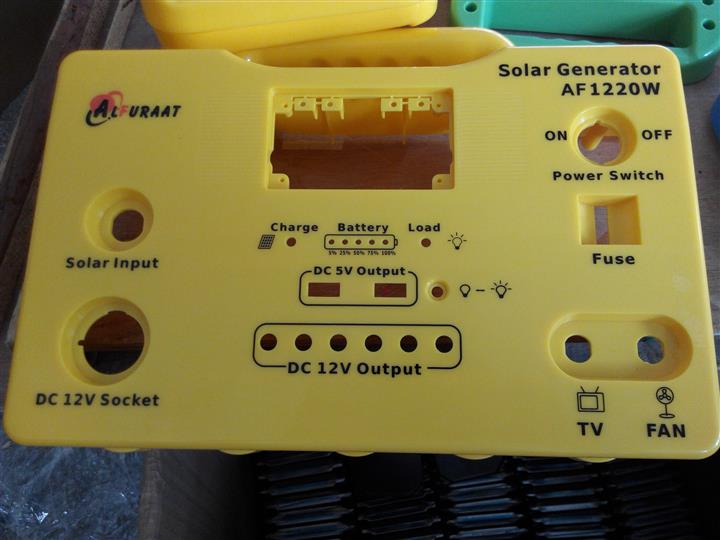 ALFURAAT
Solar Generator
AF1220W
ON OFF
Power Switch
Charge Battery Load
5% 25% 50% 75% 100%
Solar Input
Fuse
DC 5V Output
DC 12V Output
DC 12V Socket
TV FAN